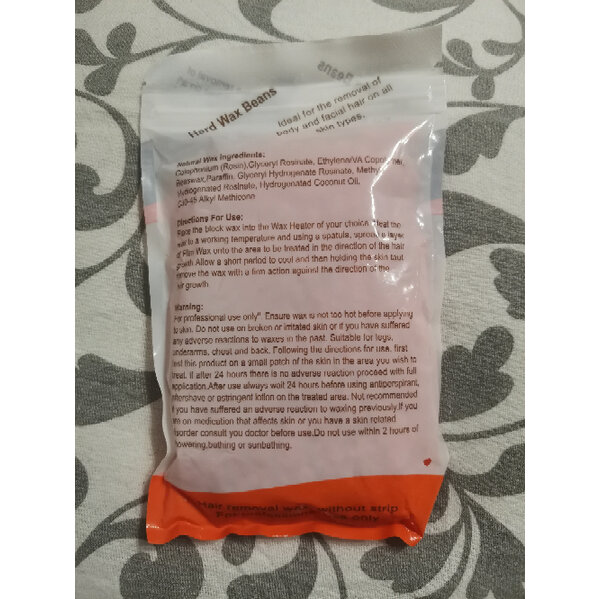 Hard Wax Beans
Ideal for the removal of
body and facial hair on all
skin types.
Natural Wax Ingredients:
Colophonium (Rosin),Glyceryl Rosinate, Ethylene/VA Copolymer,
Beeswax,Paraffin, Glyceryl Hydrogenate Rosinate, Methyl
Hydrogenated Rosinate, Hydrogenated Coconut Oil,
C30-45 Alkyl Methicone
Directions For Use:
Place the block wax into the Wax Heater of your choice.Heat the
wax to a working temperature and using a spatula, spread a layer
of Film Wax onto the area to be treated in the direction of the hair
growth.Allow a short period to cool and then holding the skin taut
remove the wax with a firm action against the direction of the
hair growth
Warning:
For professional use only" Ensure wax is not too hot before applying
to skin. Do not use on broken or irritated skin or if you have suffered
any adverse reactions to waxes in the past. Suitable for legs,
underarms, chest and back. Following the directions for use, first
test this product on a small patch of the skin in the area you wish to
treat. If after 24 hours there is no adverse reaction proceed with full
application.After use always wait 24 hours before using antiperspirant,
aftershave or astringent lotion on the treated area. Not recommended
if you have suffered an adverse reaction to waxing previously.If you
are on medication that affects skin or you have a skin related
disorder consult you doctor before use.Do not use within 2 hours of
showering,bathing or sunbathing.
Hair removal wax, without strip
For professional use only